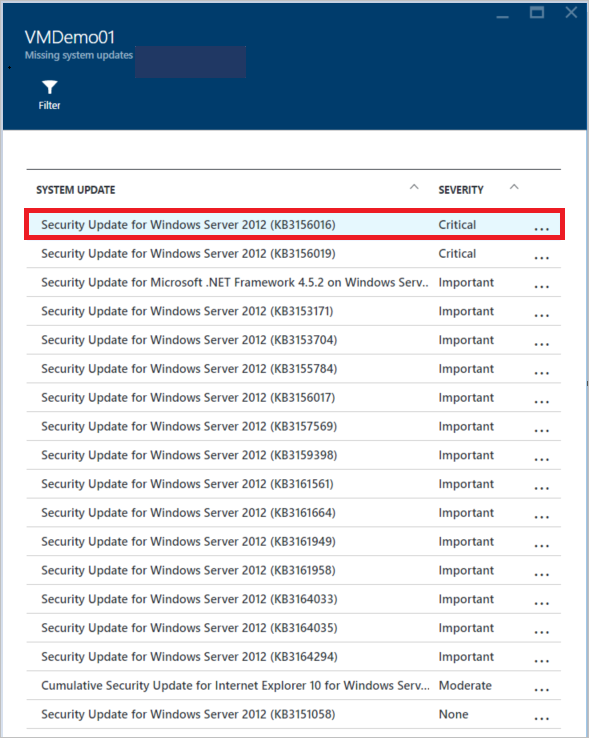 VMDemo01
Missing system updates
Filter
SYSTEM UPDATE SEVERITY
Security Update for Windows Server 2012 (KB3156016) Critical ...
Security Update for Windows Server 2012 (KB3156019) Critical ...
Security Update for Microsoft .NET Framework 4.5.2 on Windows Serv.. Important ...
Security Update for Windows Server 2012 (KB3153171) Important ...
Security Update for Windows Server 2012 (KB3153704) Important ...
Security Update for Windows Server 2012 (KB3155784) Important ...
Security Update for Windows Server 2012 (KB3156017) Important ...
Security Update for Windows Server 2012 (KB3157569) Important ...
Security Update for Windows Server 2012 (KB3159398) Important ...
Security Update for Windows Server 2012 (KB3161561) Important ...
Security Update for Windows Server 2012 (KB3161664) Important ...
Security Update for Windows Server 2012 (KB3161949) Important ...
Security Update for Windows Server 2012 (KB3161958) Important ...
Security Update for Windows Server 2012 (KB3164033) Important ...
Security Update for Windows Server 2012 (KB3164035) Important ...
Security Update for Windows Server 2012 (KB3164294) Important ...
Cumulative Security Update for Internet Explorer 10 for Windows Serv... Moderate ...
Security Update for Windows Server 2012 (KB3151058) None ...